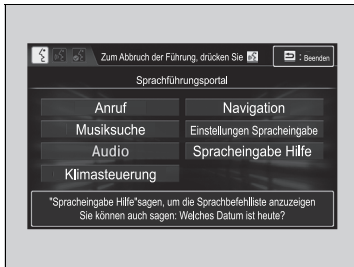 Zum Abbruch der Führung, drücken Sie
: Beenden
Sprachführungsportal
Anruf
Navigation
Musiksuche
Einstellungen Spracheingabe
Audio
Spracheingabe Hilfe
Klimasteuerung
"Spracheingabe Hilfe"sagen, um die Sprachbefehlliste anzuzeigen
Sie können auch sagen: Welches Datum ist heute?